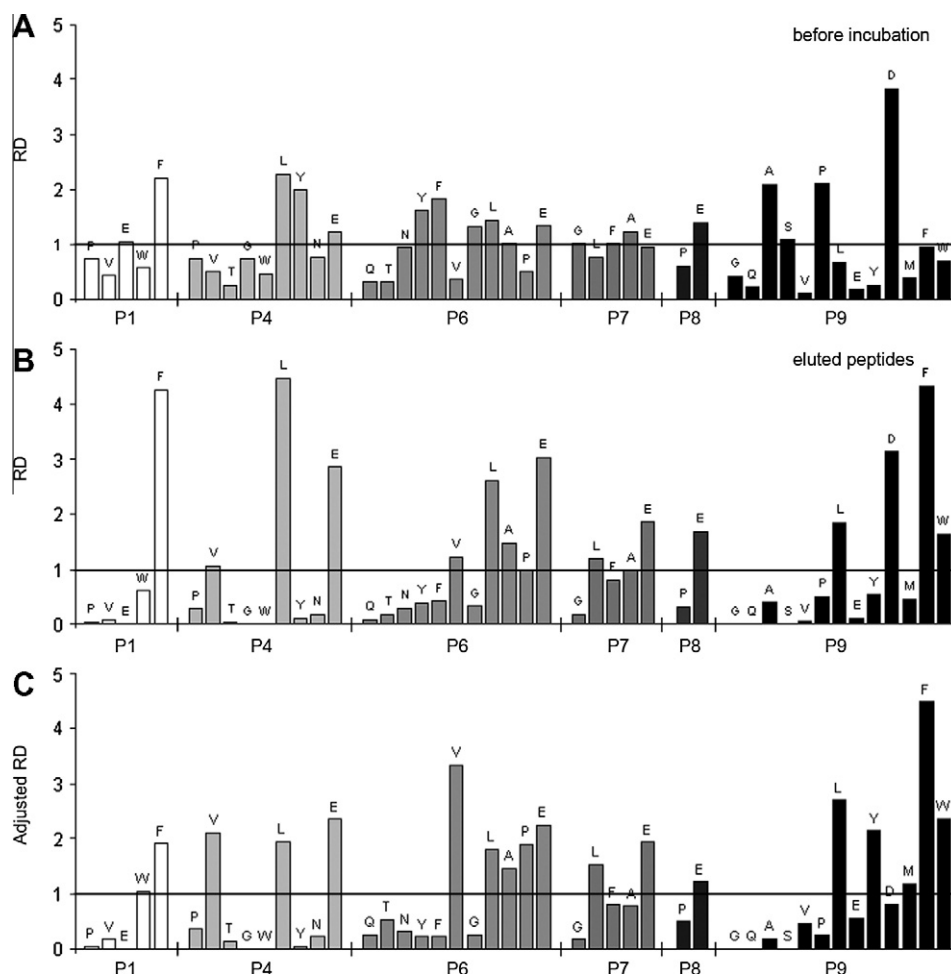 A
before incubation
RD
5
4
3
2
1
0
P V E W F
P V T G W L Y N E
Q T N Y F V G L A P E
G L F A E
P E
G Q A S V P L E Y D M F W
P1 P4 P6 P7 P8 P9
B
eluted peptides
RD
5
4
3
2
1
0
P V E W F
P V T G W L Y N E
Q T N Y F V G L A P E
G L F A E
P E
G Q A S V P L E Y D M F W
P1 P4 P6 P7 P8 P9
C
Adjusted RD
5
4
3
2
1
0
P V E W F
P V T G W L Y N E
Q T N Y F V G L A P E
G L F A E
P E
G Q A S V P L E Y D M F W
P1 P4 P6 P7 P8 P9